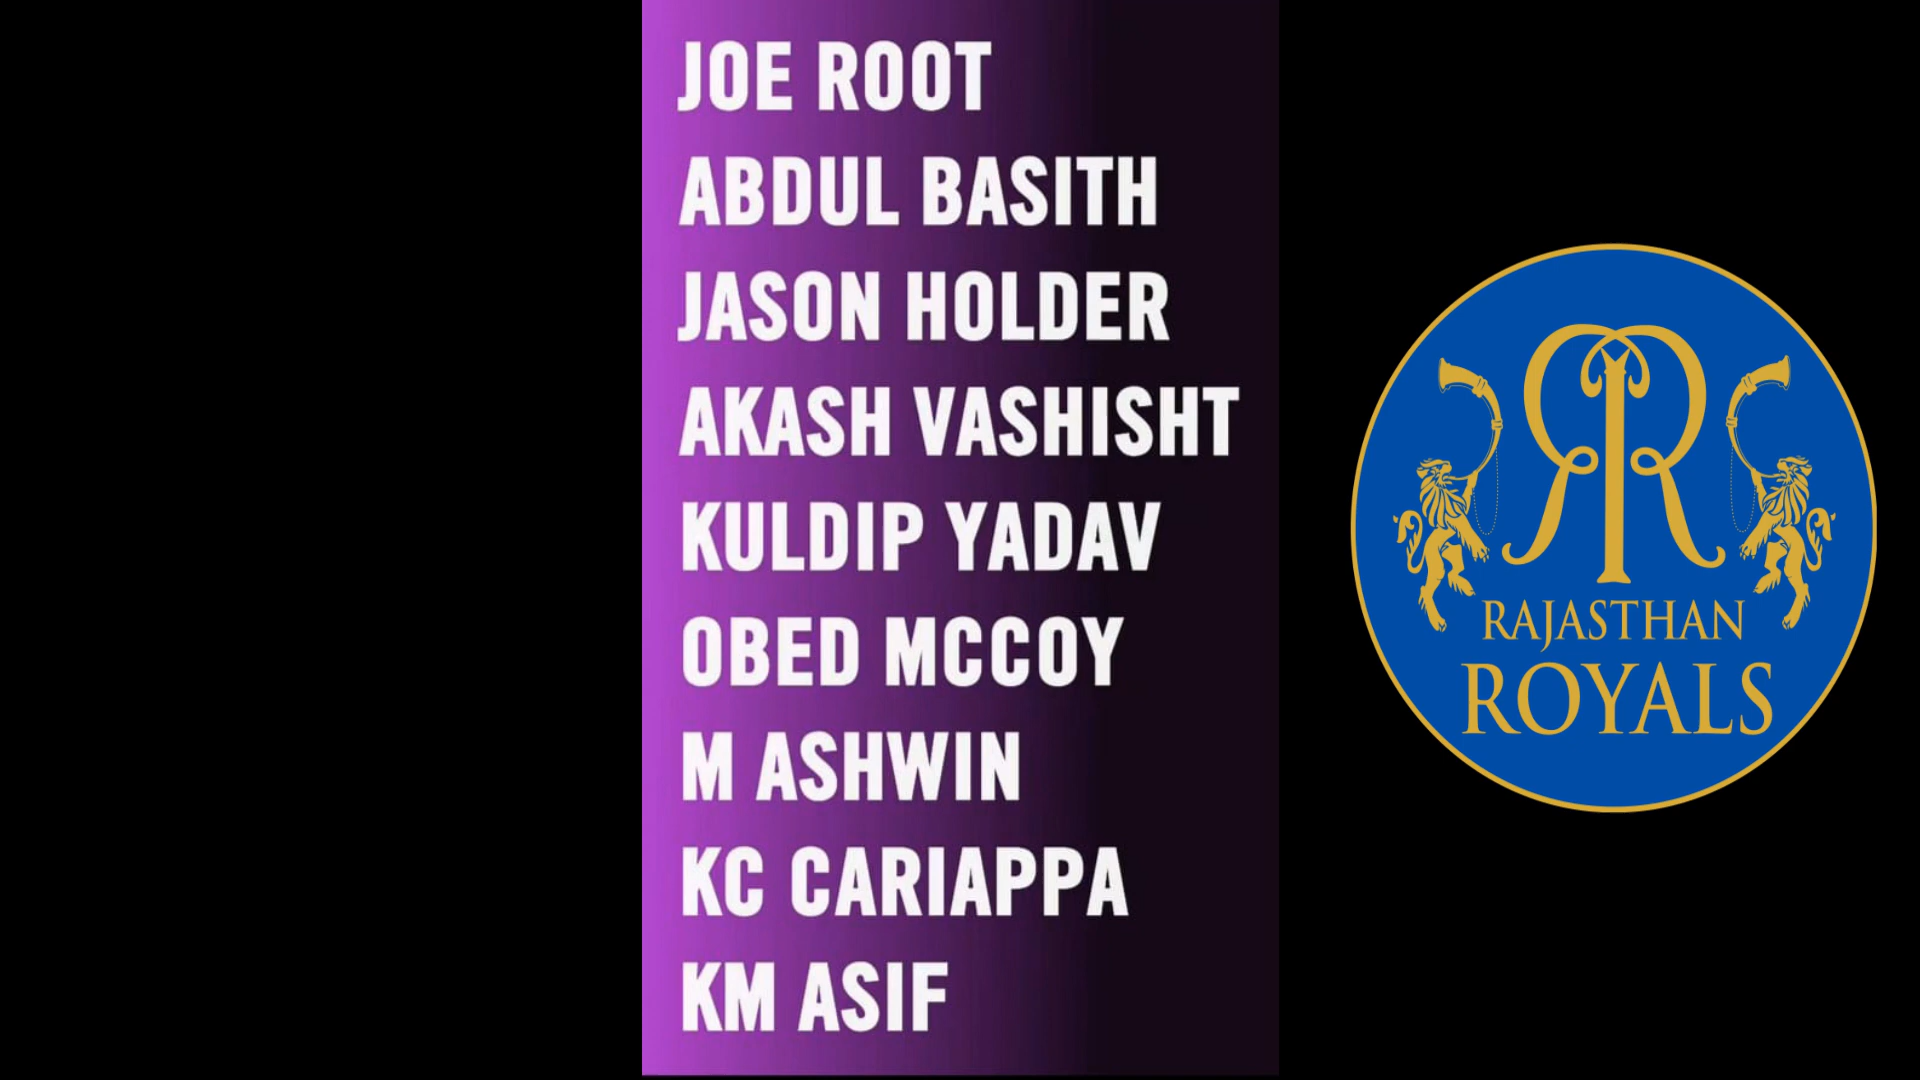 JOE ROOT
ABDUL BASITH
JASON HOLDER
AKASH VASHISHT
KULDIP YADAV
OBED MCCOY
M ASHWIN
KC CARIAPPA
KM ASIF
RR
RAJASTHAN
ROYALS